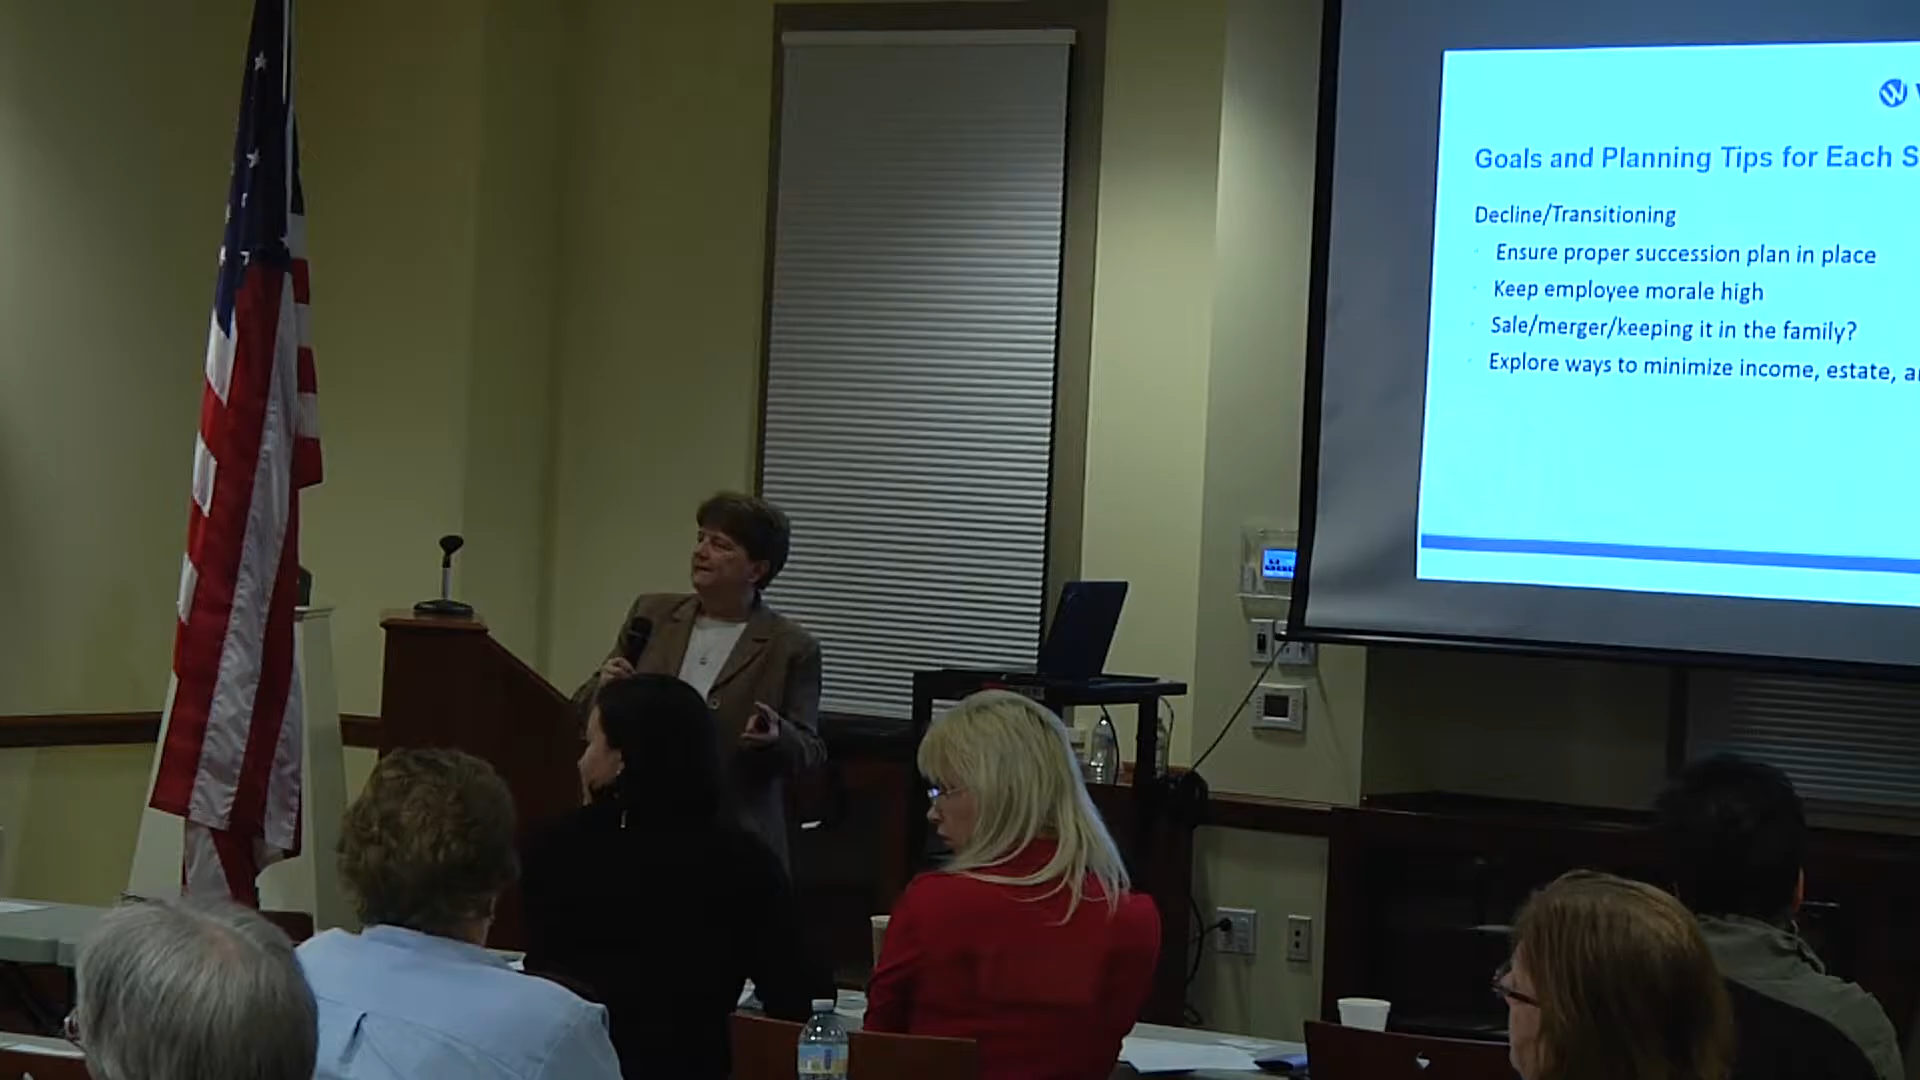 Goals and Planning Tips for Each S
Decline/Transitioning
Ensure proper succession plan in place
Keep employee morale high
Sale/merger/keeping it in the family?
Explore ways to minimize income, estate,